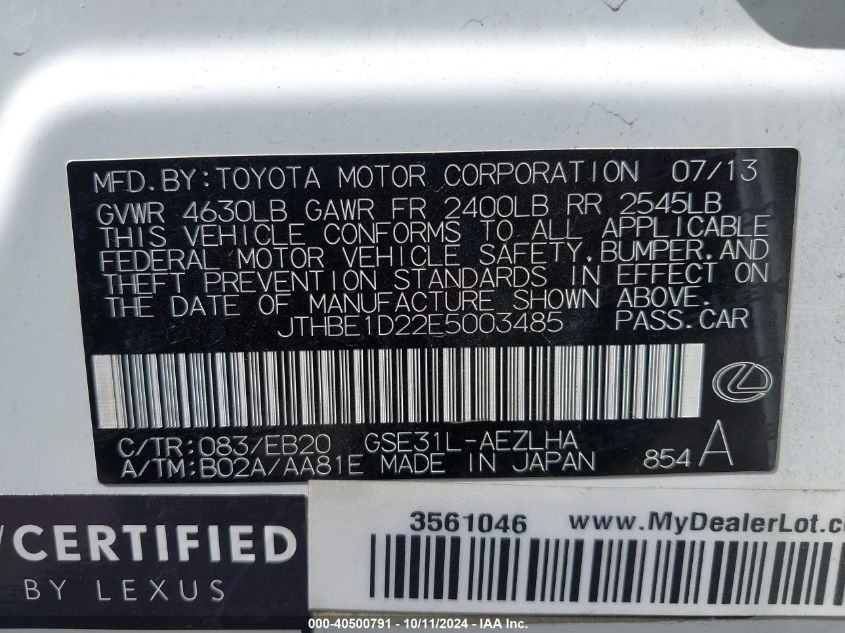 MFD.BY:TOYOTA MOTOR CORPORATION 07/13
GVWR 4630LB GAWR FR 2400LB RR 2545LB
THIS VEHICLE CONFORMS TO ALL APPLICABLE
FEDERAL MOTOR VEHICLE SAFETY,BUMPER,AND
THEFT PREVENTION STANDARDS IN EFFECT ON
THE DATE OF MANUFACTURE SHOWN ABOVE.
JTHBE1D22E5003485 PASS.CAR
C/TR:083/EB20 GSE31L-AEZLHA
A/TM:B02A/AA81E MADE IN JAPAN 854 A
/CERTIFIED
BY LEXUS
3561046 www.MyDealerLot.co
000-40500791 - 10/11/2024 - IAA Inc.